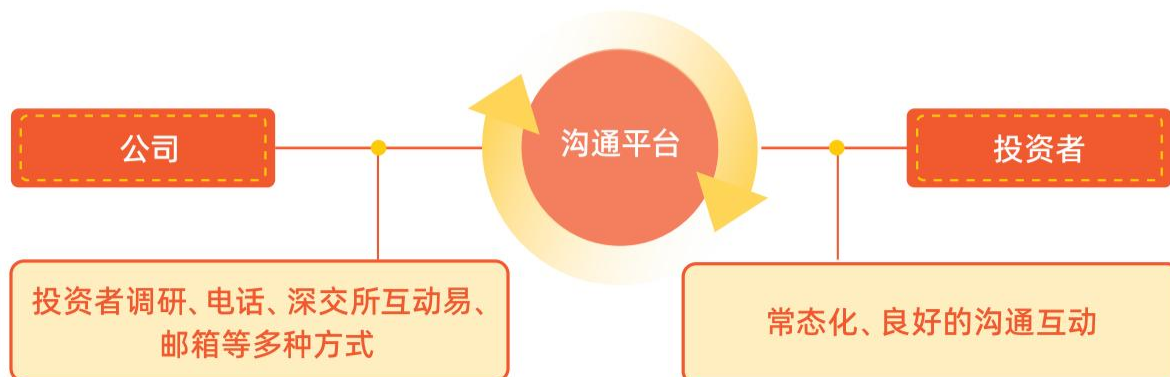 公司
沟通平台
投资者
投资者调研、电话、深交所互动易、
邮箱等多种方式
常态化、良好的沟通互动